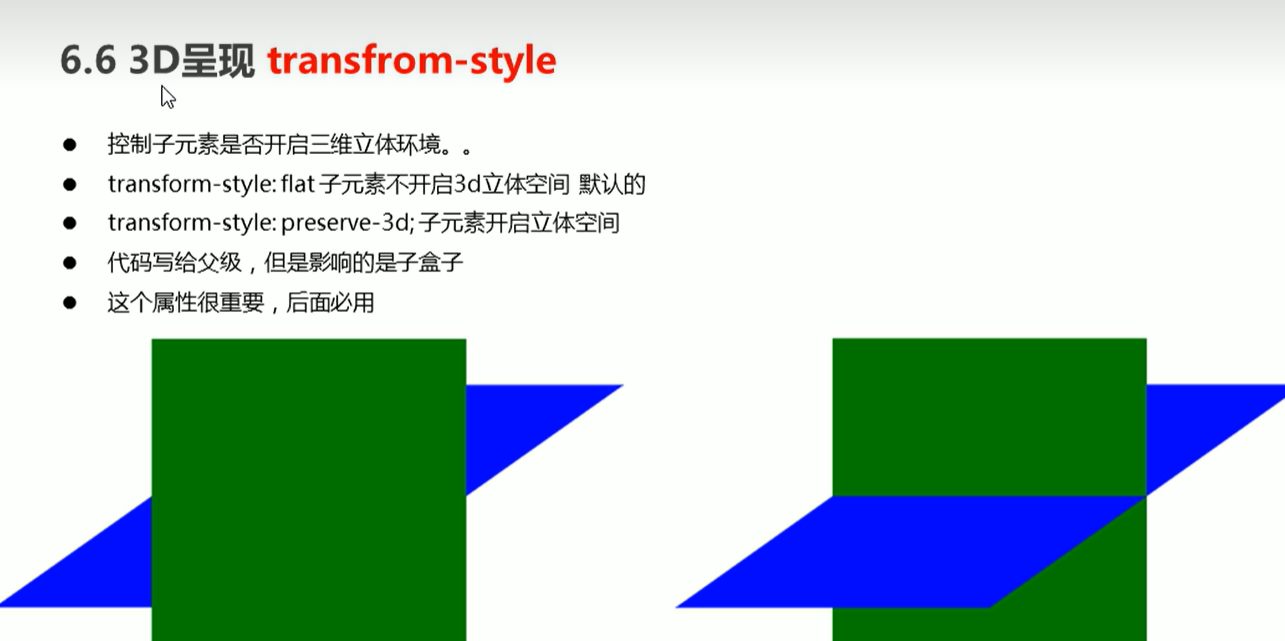 6.6 3D呈现 transfrom-style
控制子元素是否开启三维立体环境。。
transform-style: flat 子元素不开启3d立体空间 默认的
transform-style: preserve-3d; 子元素开启立体空间
代码写给父级，但是影响的是子盒子
这个属性很重要，后面必用